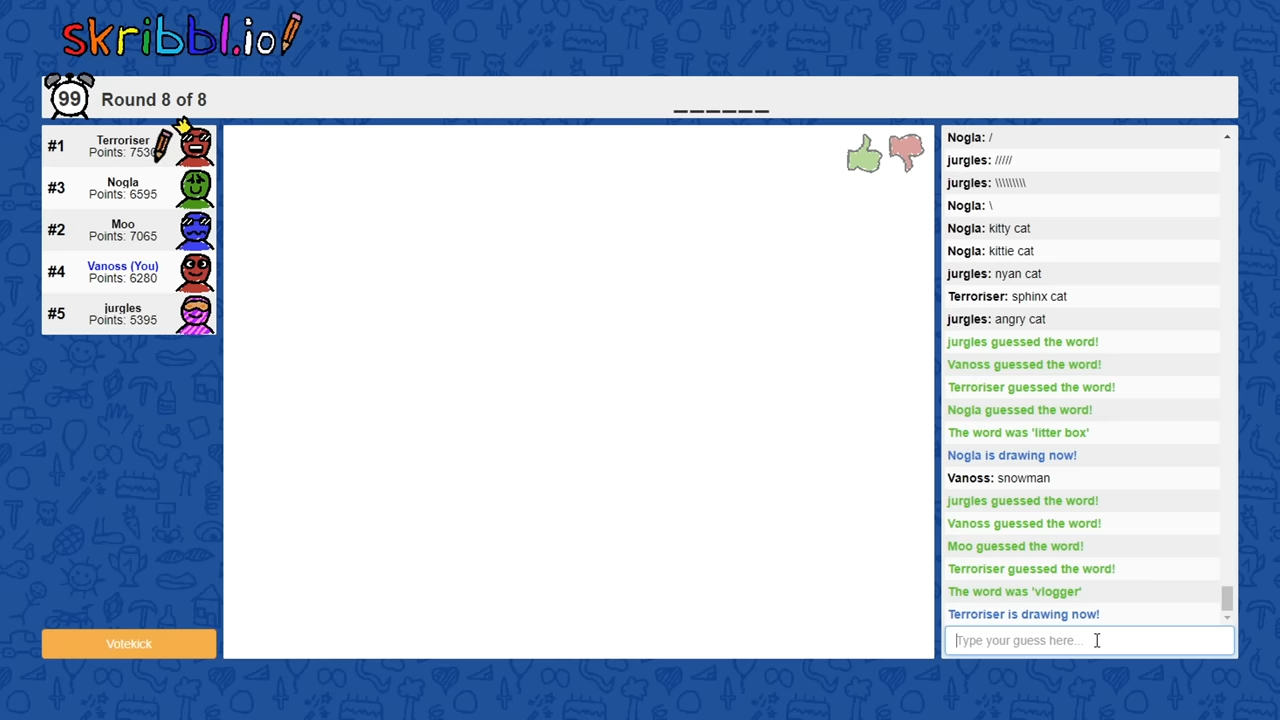 skribbl.io
99 Round 8 of 8 ______
#1 Terroriser
Points: 7530
#3 Nogla
Points: 6595
#2 Moo
Points: 7065
#4 Vanoss (You)
Points: 6280
#5 jurgles
Points: 5395
Votekick
Nogla: /
jurgles: /////
jurgles: \\\\\\\\\
Nogla: \
Nogla: kitty cat
Nogla: kittie cat
jurgles: nyan cat
Terroriser: sphinx cat
jurgles: angry cat
jurgles guessed the word!
Vanoss guessed the word!
Terroriser guessed the word!
Nogla guessed the word!
The word was 'litter box'
Nogla is drawing now!
Vanoss: snowman
jurgles guessed the word!
Vanoss guessed the word!
Moo guessed the word!
Terroriser guessed the word!
The word was 'vlogger'
Terroriser is drawing now!
Type your guess here...